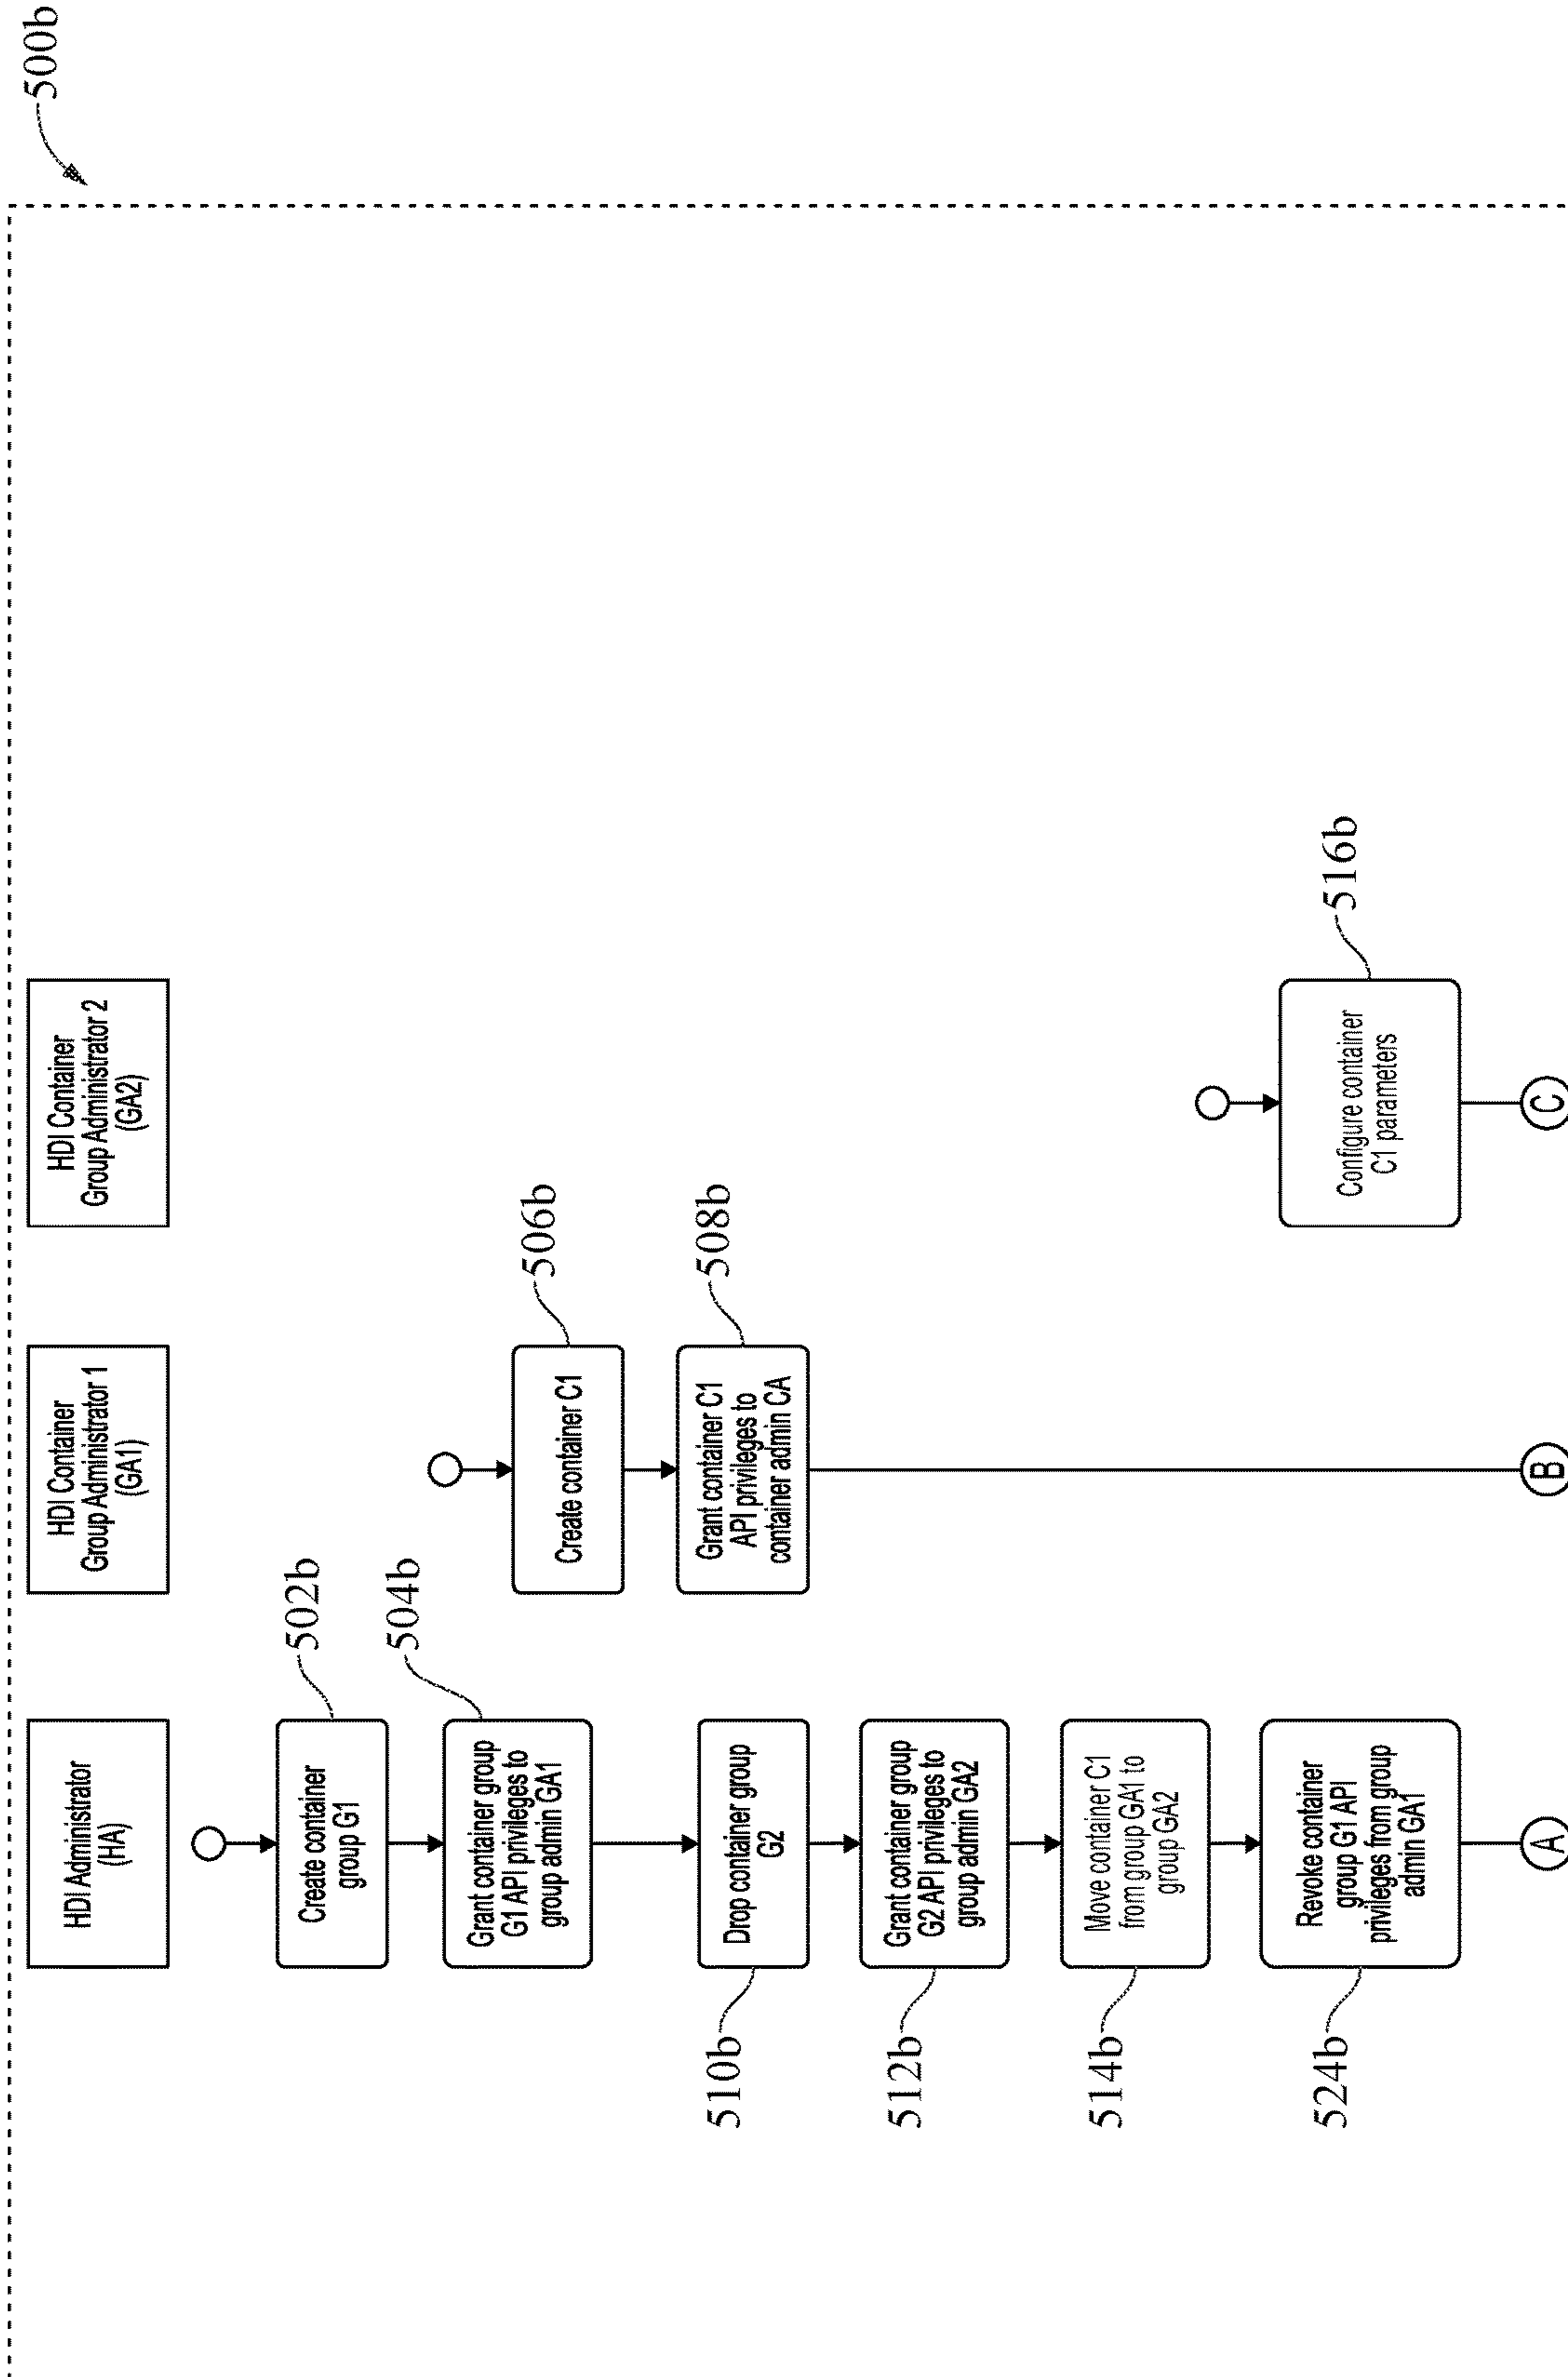 500b
HDI Administrator
(HA)
HDI Container
Group Administrator 1
(GA1)
HDI Container
Group Administrator 2
(GA2)
Create container
group G1
502b
Grant container group
G1 API privileges to
group admin GA1
504b
Create container C1
506b
Grant container C1
API privileges to
container admin CA
508b
Drop container group
G2
510b
Grant container group
G2 API privileges to
group admin GA2
512b
Move container C1
from group GA1 to
group GA2
514b
Revoke container
group G1 API
privileges from group
admin GA1
524b
Configure container
C1 parameters
516b
A
B
C